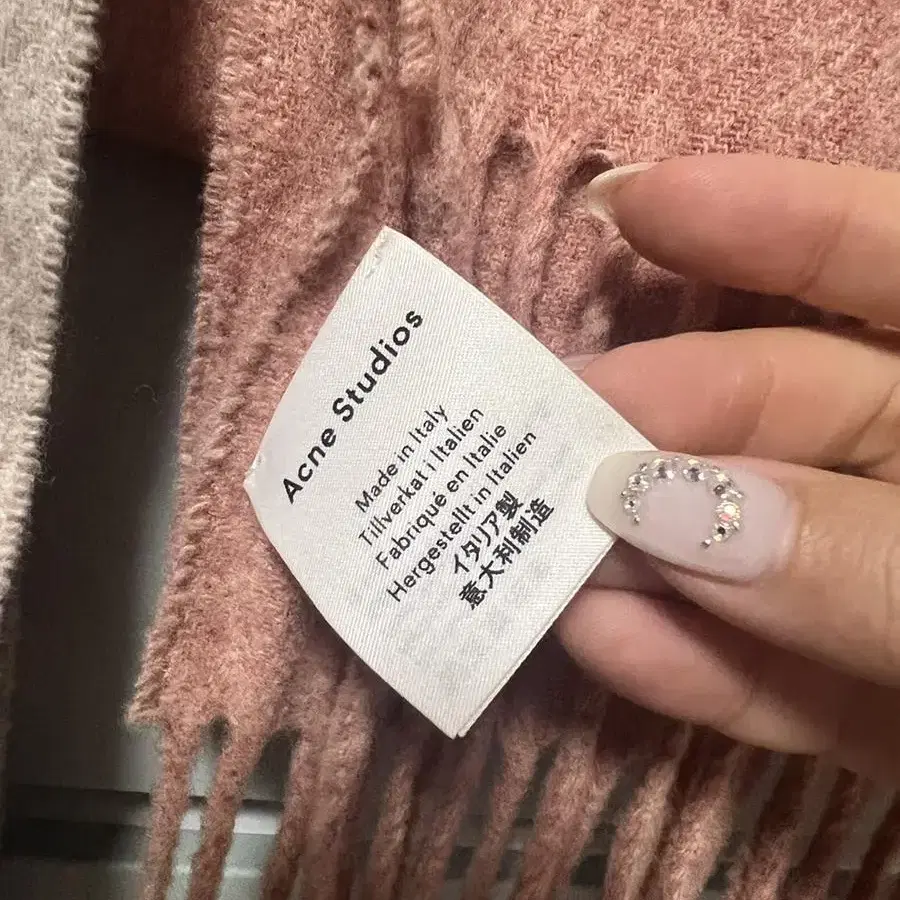 Acne Studios
Made in Italy
Tillverkat i Italien
Fabriqué en Italie
Hergestellt in Italien
イタリア製
意大利制造